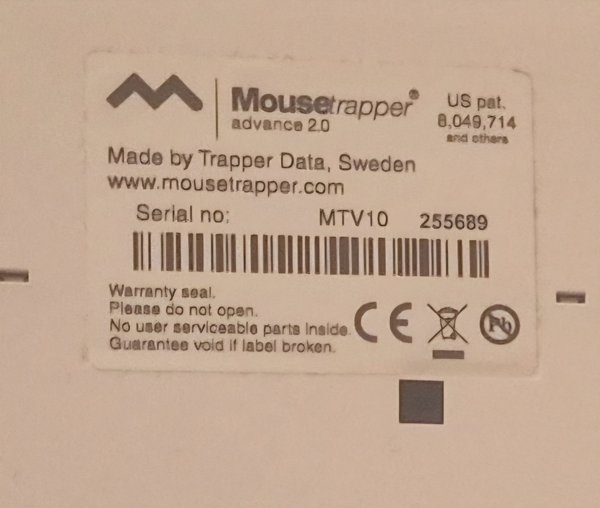 Mousetrapper®
advance 2.0
US pat.
8,049,714
and others
Made by Trapper Data, Sweden
www.mousetrapper.com
Serial no: MTV10 255689
Warranty seal.
Please do not open.
No user serviceable parts inside.
Guarantee void if label broken.
CE
Pb